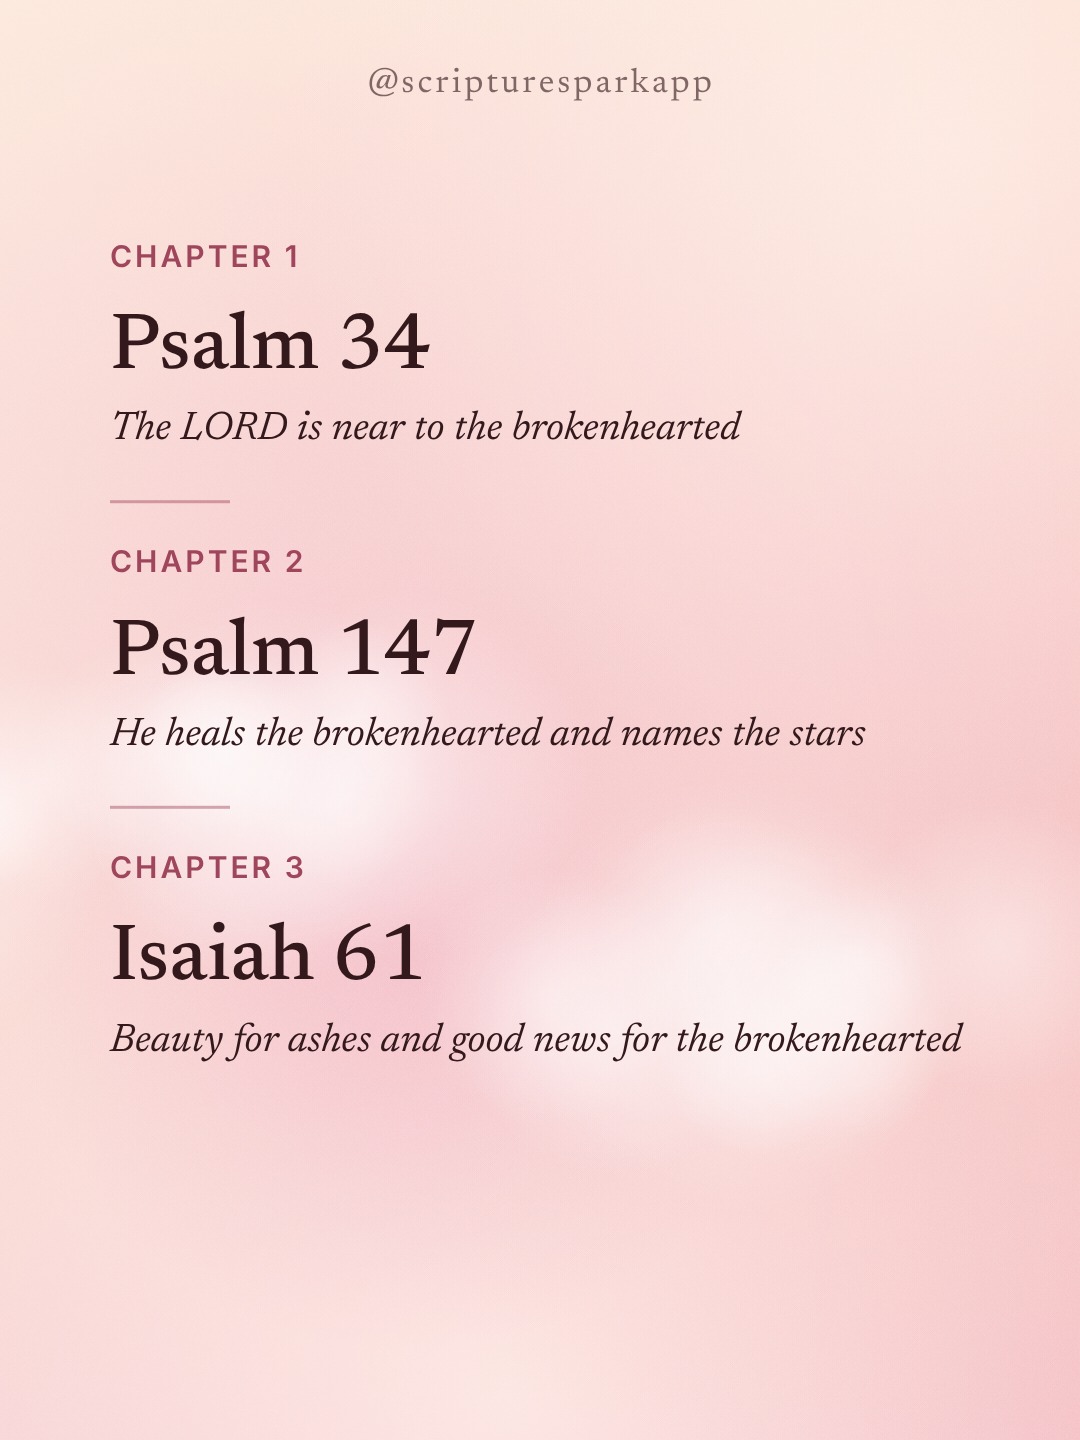 @scripturesparkapp
CHAPTER 1
Psalm 34
The LORD is near to the brokenhearted
CHAPTER 2
Psalm 147
He heals the brokenhearted and names the stars
CHAPTER 3
Isaiah 61
Beauty for ashes and good news for the brokenhearted